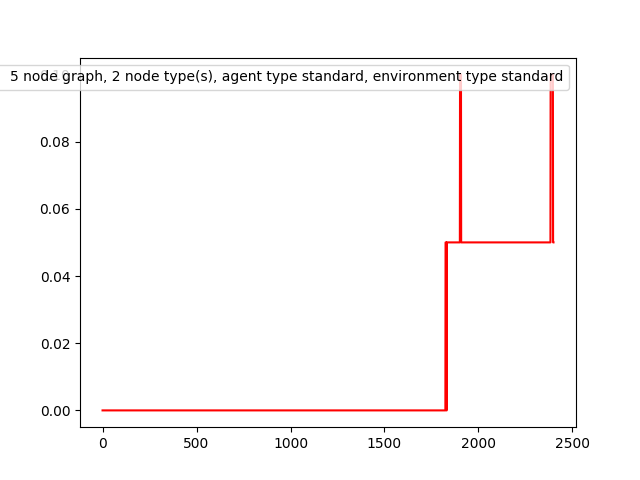 5 node graph, 2 node type(s), agent type standard, environment type standard
0.08
0.06
0.04
0.02
0.00
0 500 1000 1500 2000 2500